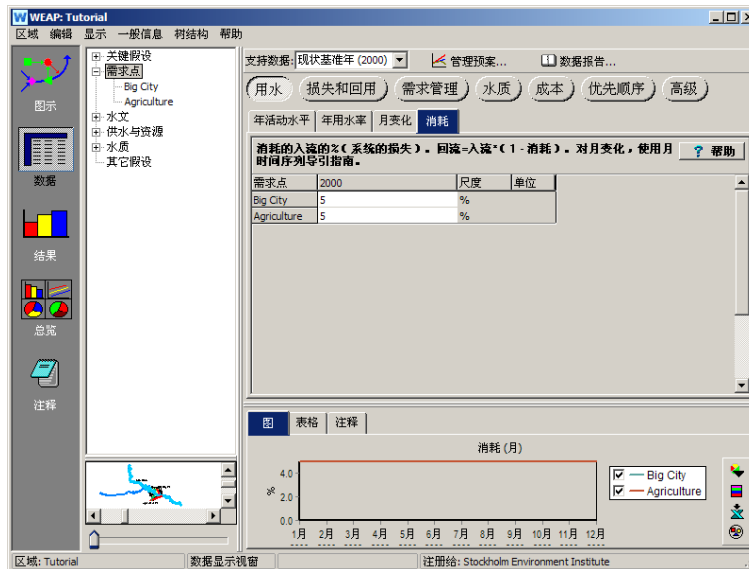 WEAP: Tutorial
区域 编辑 显示 一般信息 树结构 帮助
图示
数据
结果
总览
注释
关键假设
需求点
Big City
Agriculture
水文
供水与资源
水质
其它假设
支持数据: 现状基准年 (2000) 管理预案... 数据报告...
用水 损失和回用 需求管理 水质 成本 优先顺序 高级
年活动水平 年用水率 月变化 消耗
消耗的入流的%( 系统的损失) 。回流=入流*( 1 - 消耗) 。对月变化，使用月
时间序列导引指南。
? 帮助
需求点 2000 尺度 单位
Big City 5 %
Agriculture 5 %
图 表格 注释
消耗 (月)
%
4.0
2.0
0.0
1月 2月 3月 4月 5月 6月 7月 8月 9月 10月 11月 12月
Big City
Agriculture
区域: Tutorial 数据显示视窗 注册给: Stockholm Environment Institute